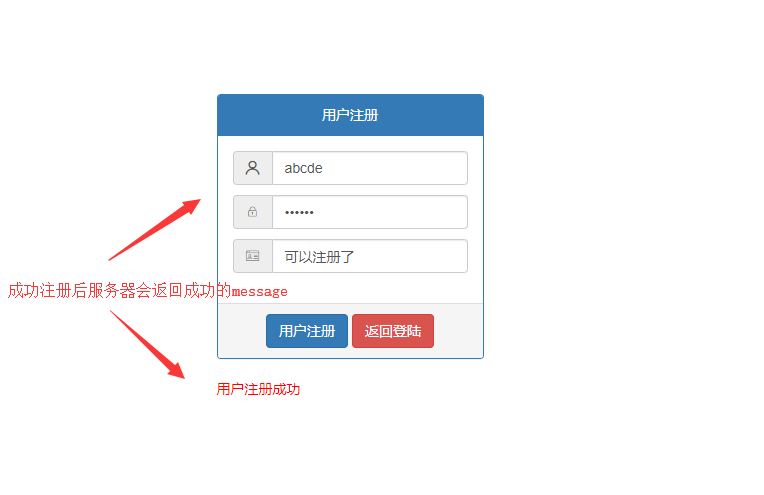 用户注册
abcde
••••••
可以注册了
成功注册后服务器会返回成功的message
用户注册 返回登陆
用户注册成功